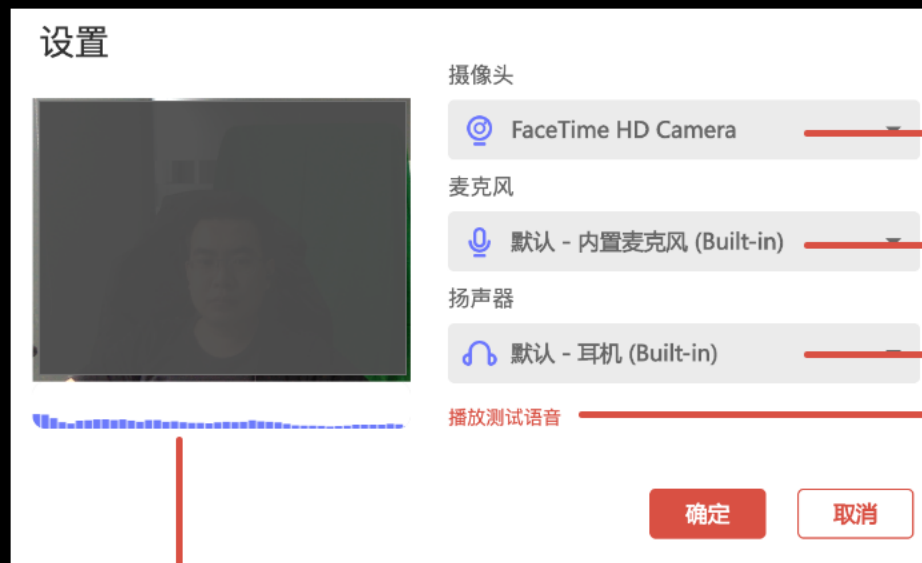 设置
摄像头
FaceTime HD Camera
麦克风
默认 - 内置麦克风 (Built-in)
扬声器
默认 - 耳机 (Built-in)
播放测试语音
确定
取消